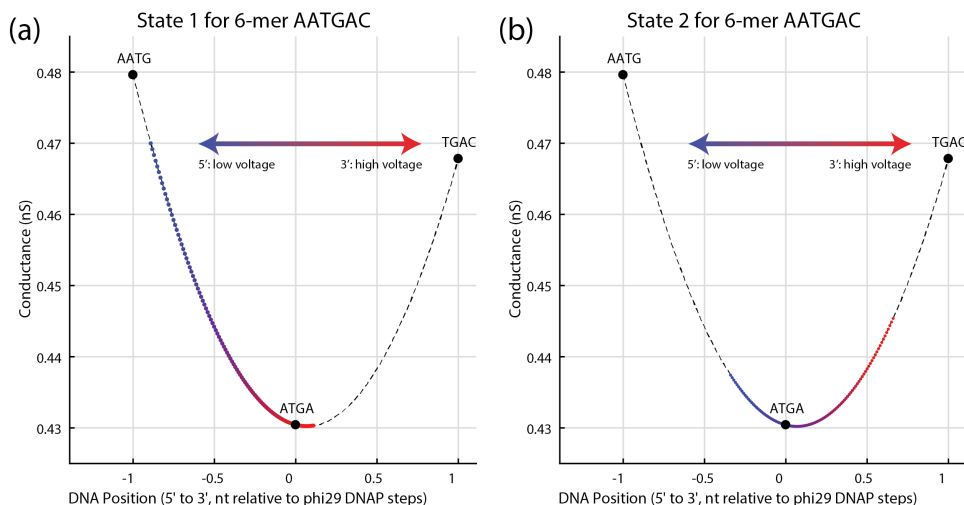 (a)
State 1 for 6-mer AATGAC
AATG
TGAC
5': low voltage
3': high voltage
ATGA
0.48
0.47
0.46
0.45
0.44
0.43
Conductance (nS)
-1
-0.5
0
0.5
1
DNA Position (5' to 3', nt relative to phi29 DNAP steps)
(b)
State 2 for 6-mer AATGAC
AATG
TGAC
5': low voltage
3': high voltage
ATGA
0.48
0.47
0.46
0.45
0.44
0.43
Conductance (nS)
-1
-0.5
0
0.5
1
DNA Position (5' to 3', nt relative to phi29 DNAP steps)